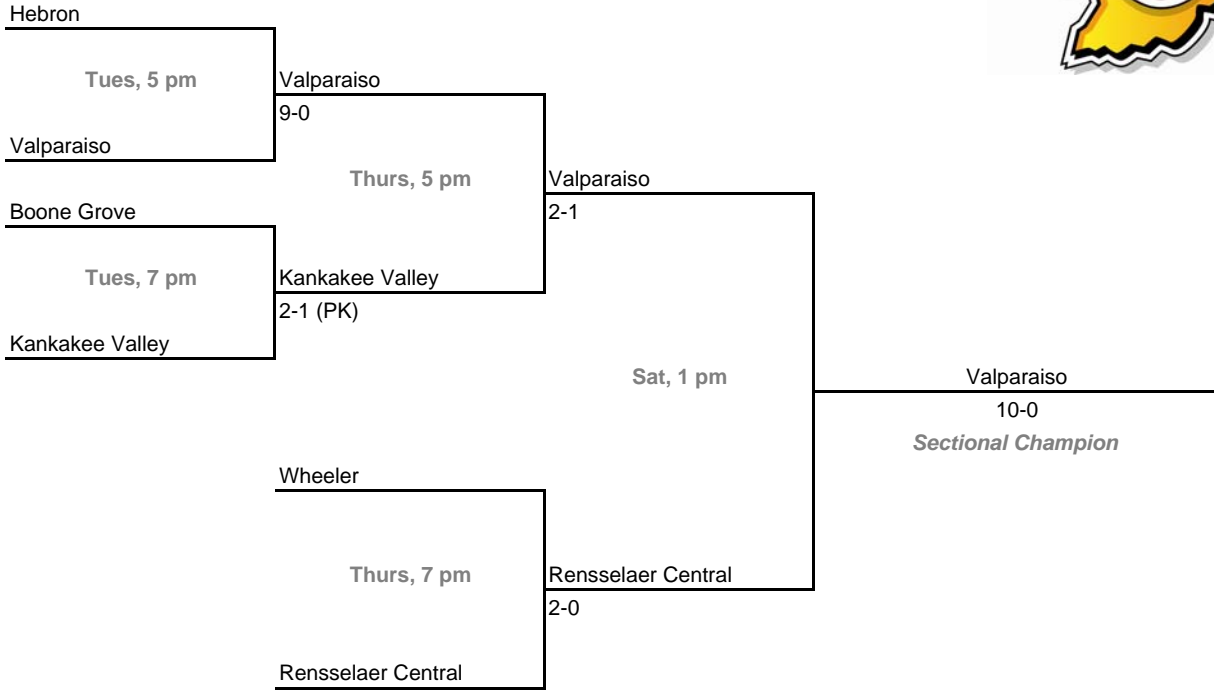 Hebron
Tues, 5 pm
Valparaiso
9-0
Valparaiso
Thurs, 5 pm
Valparaiso
2-1
Boone Grove
Tues, 7 pm
Kankakee Valley
2-1 (PK)
Kankakee Valley
Sat, 1 pm
Valparaiso
10-0
Sectional Champion
Wheeler
Thurs, 7 pm
Rensselaer Central
2-0
Rensselaer Central